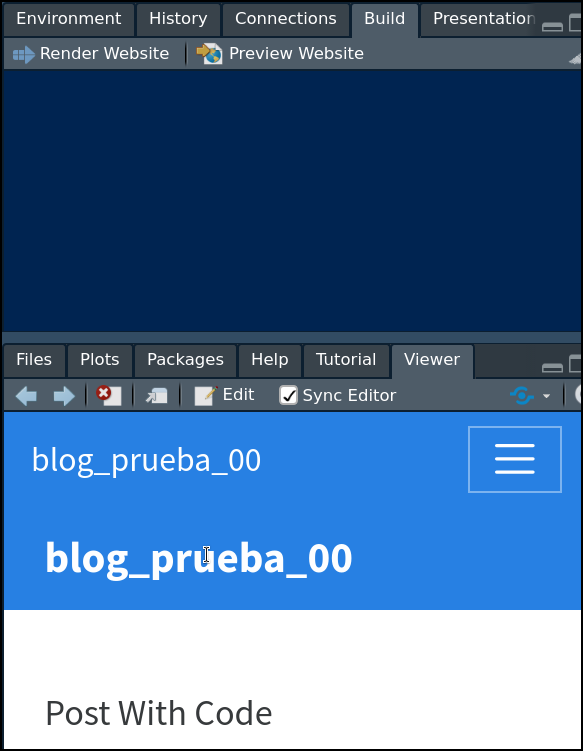 Environment History Connections Build Presentation
Render Website Preview Website
Files Plots Packages Help Tutorial Viewer
Edit Sync Editor
blog_prueba_00
blog_prueba_00
Post With Code